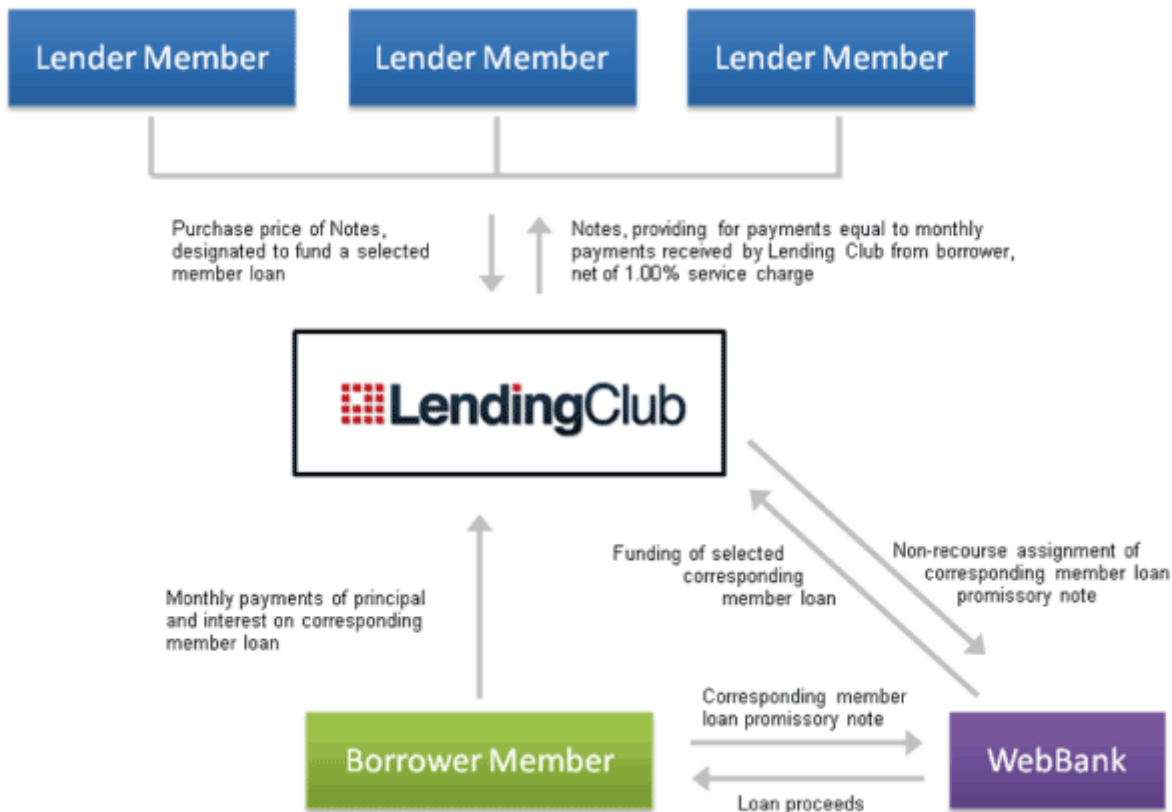 Lender Member
Lender Member
Lender Member
Purchase price of Notes,
designated to fund a selected
member loan
Notes, providing for payments equal to monthly
payments received by Lending Club from borrower,
net of 1.00% service charge
LendingClub
Monthly payments of principal
and interest on corresponding
member loan
Funding of selected
corresponding
member loan
Non-recourse assignment of
corresponding member loan
promissory note
Corresponding member
loan promissory note
Borrower Member
WebBank
Loan proceeds